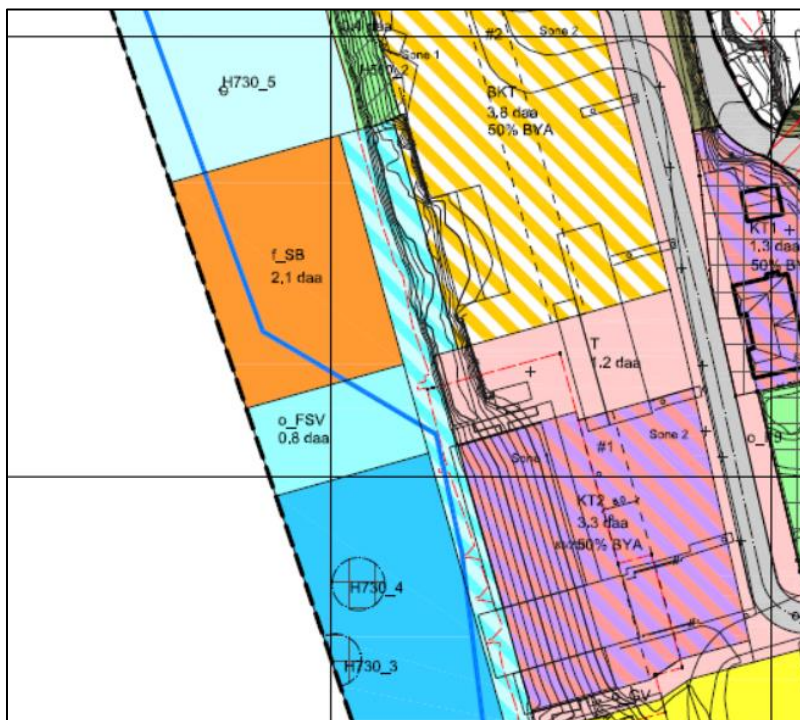 #2
Sone 2
Sone 1
H730_5
BKT
3,8 daa
50% BYA
KT1
1,3 daa
50% BY
f_SB
2,1 daa
T
1,2 daa
o_FSV
0,8 daa
Sone
#1
Sone 2
KT2
3,3 daa
50% BYA
H730_4
H730_3